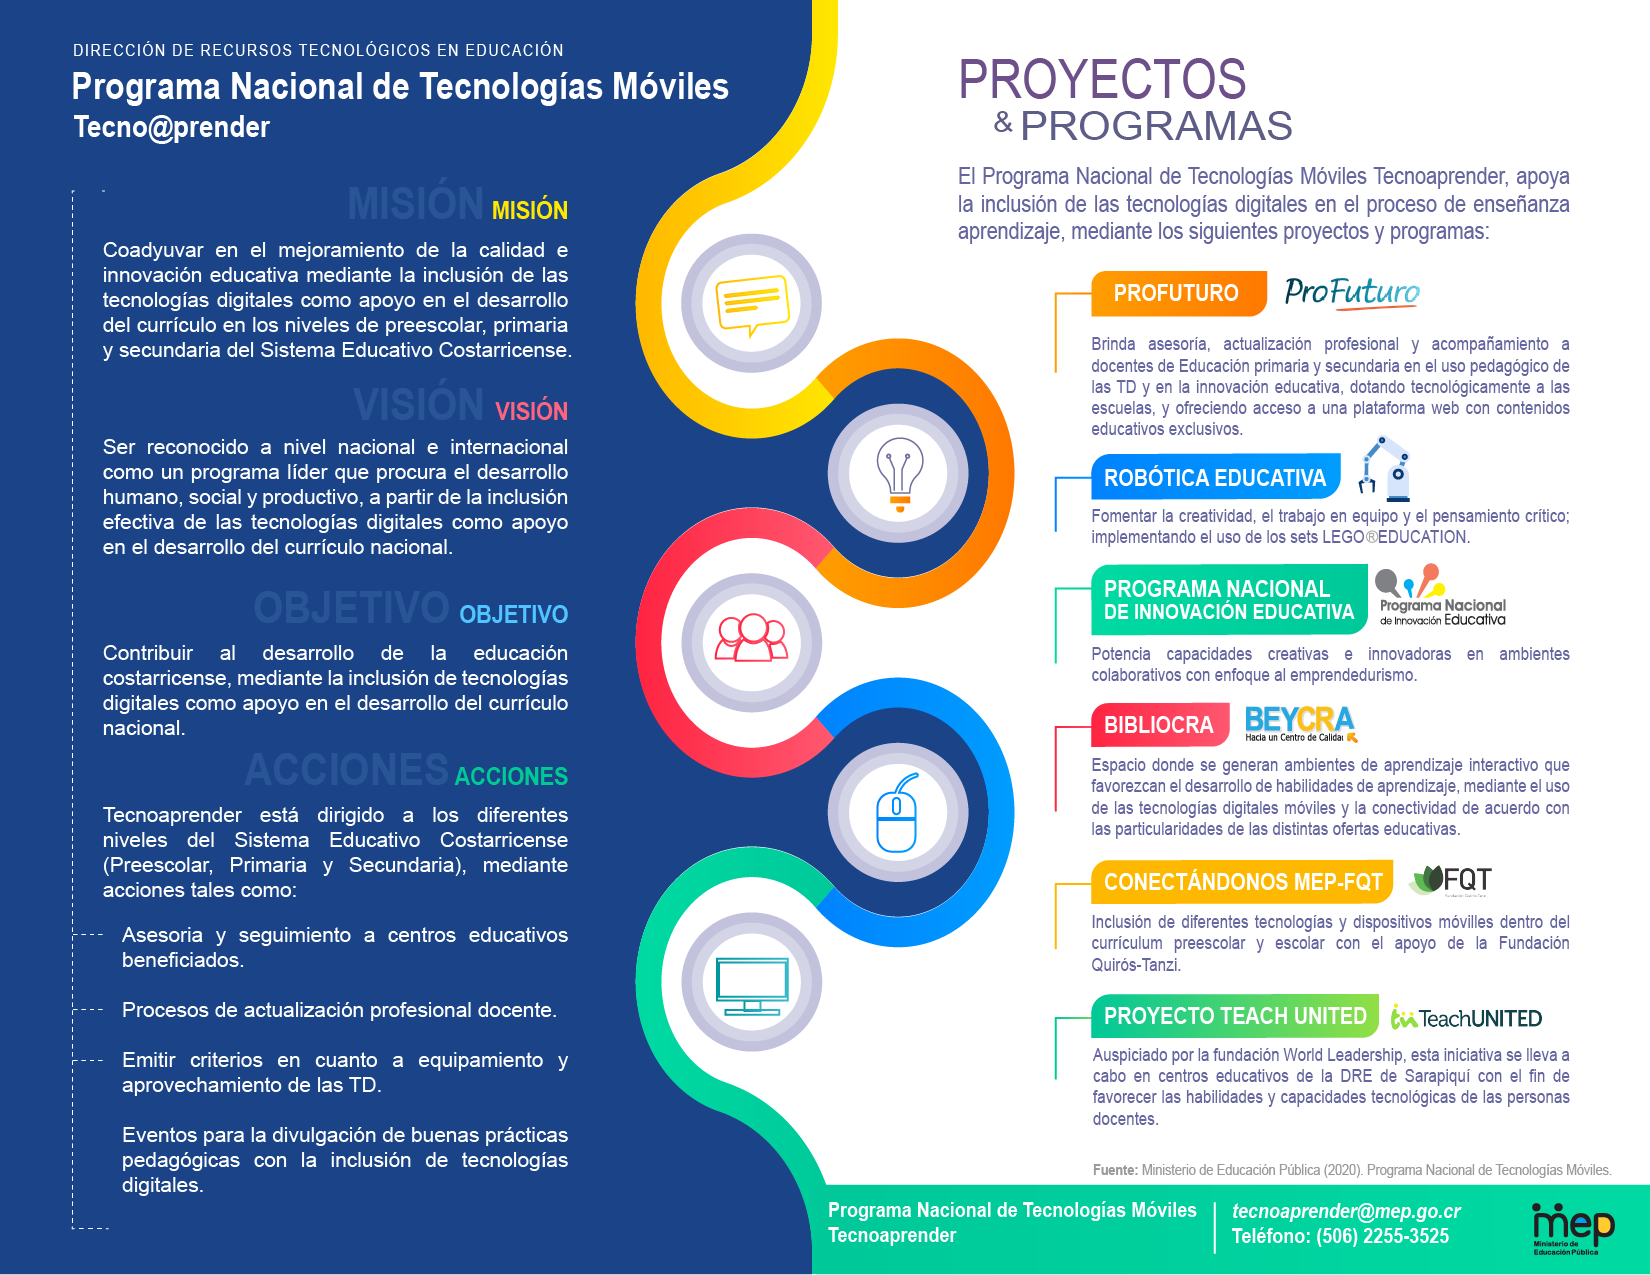 DIRECCIÓN DE RECURSOS TECNOLÓGICOS EN EDUCACIÓN
Programa Nacional de Tecnologías Móviles
Tecno@prender
MISIÓN MISIÓN
Coadyuvar en el mejoramiento de la calidad e
innovación educativa mediante la inclusión de las
tecnologías digitales como apoyo en el desarrollo
del currículo en los niveles de preescolar, primaria
y secundaria del Sistema Educativo Costarricense.
VISIÓN VISIÓN
Ser reconocido a nivel nacional e internacional
como un programa líder que procura el desarrollo
humano, social y productivo, a partir de la inclusión
efectiva de las tecnologías digitales como apoyo
en el desarrollo del currículo nacional.
OBJETIVO OBJETIVO
Contribuir al desarrollo de la educación
costarricense, mediante la inclusión de tecnologías
digitales como apoyo en el desarrollo del currículo
nacional.
ACCIONES ACCIONES
Tecnoaprender está dirigido a los diferentes
niveles del Sistema Educativo Costarricense
(Preescolar, Primaria y Secundaria), mediante
acciones tales como:
Asesoria y seguimiento a centros educativos
beneficiados.
Procesos de actualización profesional docente.
Emitir criterios en cuanto a equipamiento y
aprovechamiento de las TD.
Eventos para la divulgación de buenas prácticas
pedagógicas con la inclusión de tecnologías
digitales.
PROYECTOS
& PROGRAMAS
El Programa Nacional de Tecnologías Móviles Tecnoaprender, apoya
la inclusión de las tecnologías digitales en el proceso de enseñanza
aprendizaje, mediante los siguientes proyectos y programas:
PROFUTURO ProFuturo
Brinda asesoría, actualización profesional y acompañamiento a
docentes de Educación primaria y secundaria en el uso pedagógico de
las TD y en la innovación educativa, dotando tecnológicamente a las
escuelas, y ofreciendo acceso a una plataforma web con contenidos
educativos exclusivos.
ROBÓTICA EDUCATIVA
Fomentar la creatividad, el trabajo en equipo y el pensamiento crítico;
implementando el uso de los sets LEGO®EDUCATION.
PROGRAMA NACIONAL
DE INNOVACIÓN EDUCATIVA
Programa Nacional
de Innovación Educativa
Potencia capacidades creativas e innovadoras en ambientes
colaborativos con enfoque al emprendedurismo.
BIBLIOCRA BEYCRA
Hacia un Centro de Calidad
Espacio donde se generan ambientes de aprendizaje interactivo que
favorezcan el desarrollo de habilidades de aprendizaje, mediante el uso
de las tecnologías digitales móviles y la conectividad de acuerdo con
las particularidades de las distintas ofertas educativas.
CONECTÁNDONOS MEP-FQT FQT
Inclusión de diferentes tecnologías y dispositivos móvilles dentro del
currículum preescolar y escolar con el apoyo de la Fundación
Quirós-Tanzi.
PROYECTO TEACH UNITED TeachUNITED
Auspiciado por la fundación World Leadership, esta iniciativa se lleva a
cabo en centros educativos de la DRE de Sarapiquí con el fin de
favorecer las habilidades y capacidades tecnológicas de las personas
docentes.
Fuente: Ministerio de Educación Pública (2020). Programa Nacional de Tecnologías Móviles.
Programa Nacional de Tecnologías Móviles
Tecnoaprender
tecnoaprender@mep.go.cr
Teléfono: (506) 2255-3525
mep
Ministerio de
Educación Pública